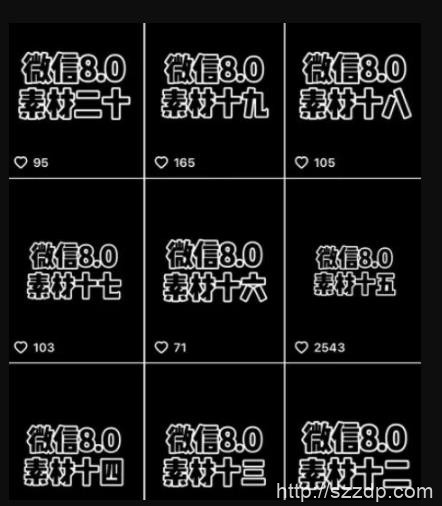 微信8.0
素材二十
95
微信8.0
素材十九
165
微信8.0
素材十八
105
微信8.0
素材十七
103
微信8.0
素材十六
71
微信8.0
素材十五
2543
微信8.0
素材十四
微信8.0
素材十三
微信8.0
素材十二
http://szzdp.com